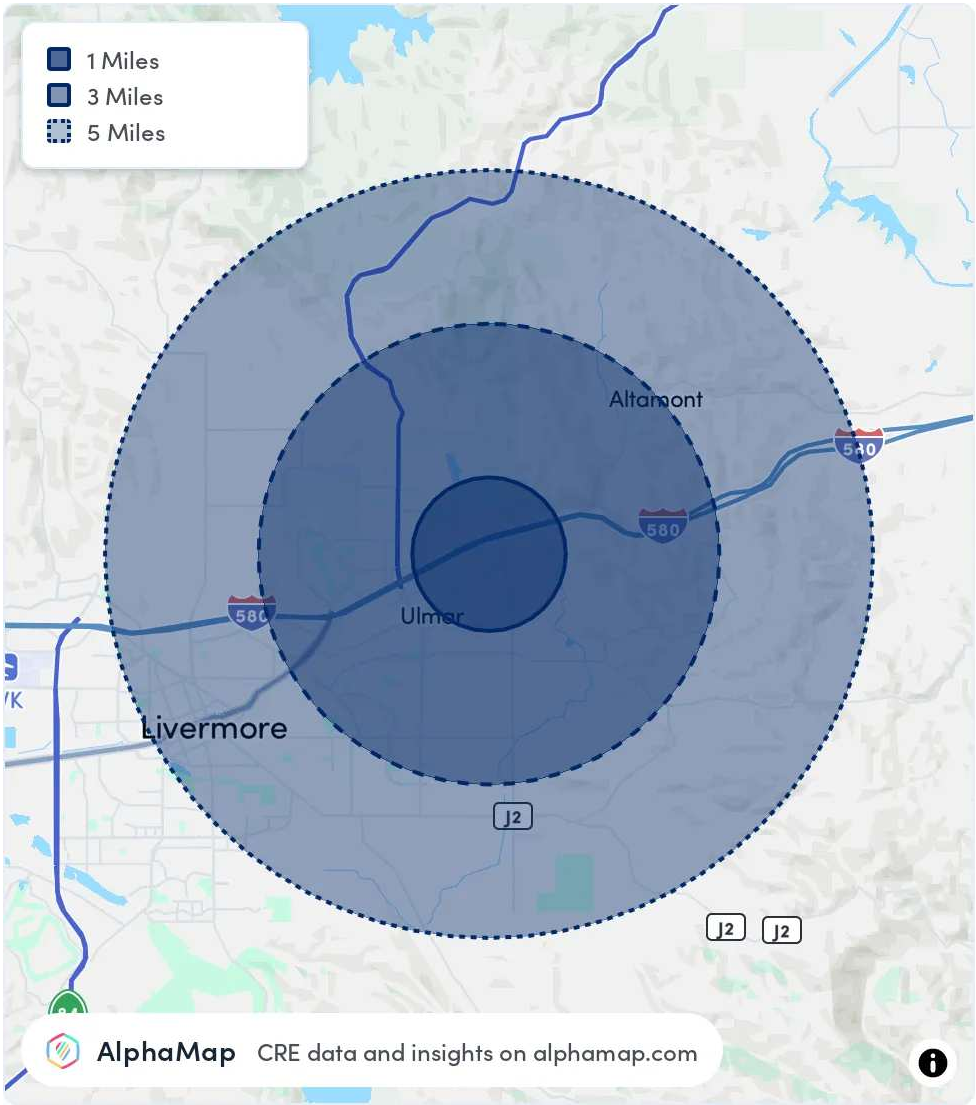 1 Miles
3 Miles
5 Miles
Altamont
580
580
580
Ulmar
Livermore
J2
J2
J2
AlphaMap CRE data and insights on alphamap.com